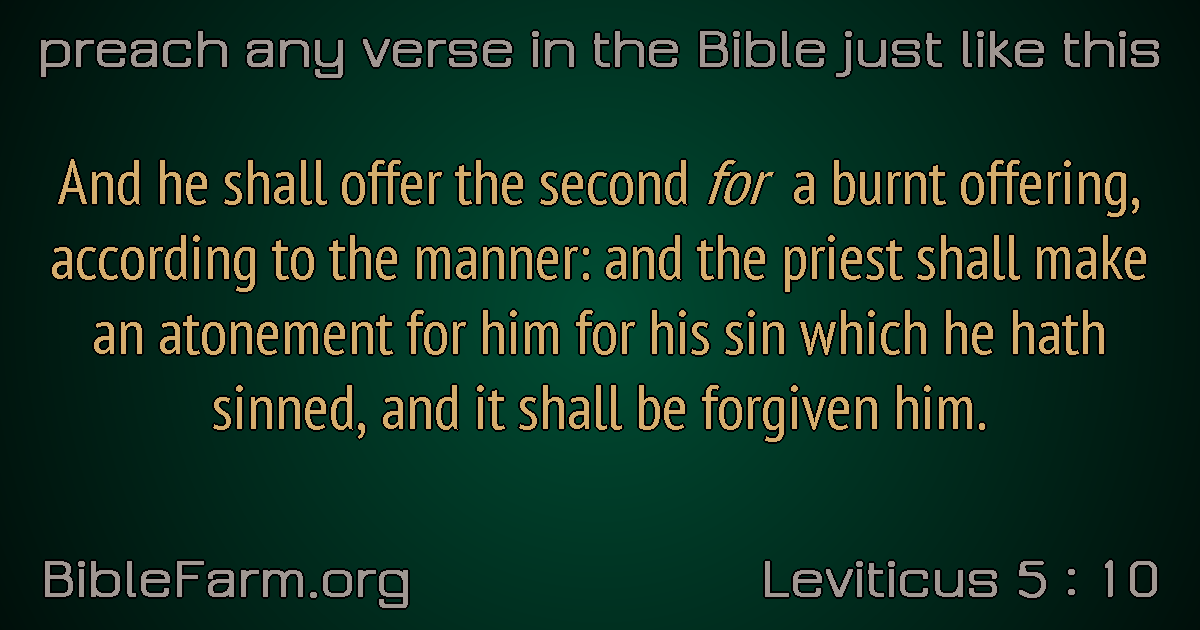 preach any verse in the Bible just like this
And he shall offer the second for a burnt offering,
according to the manner: and the priest shall make
an atonement for him for his sin which he hath
sinned, and it shall be forgiven him.
BibleFarm.org
Leviticus 5 : 10